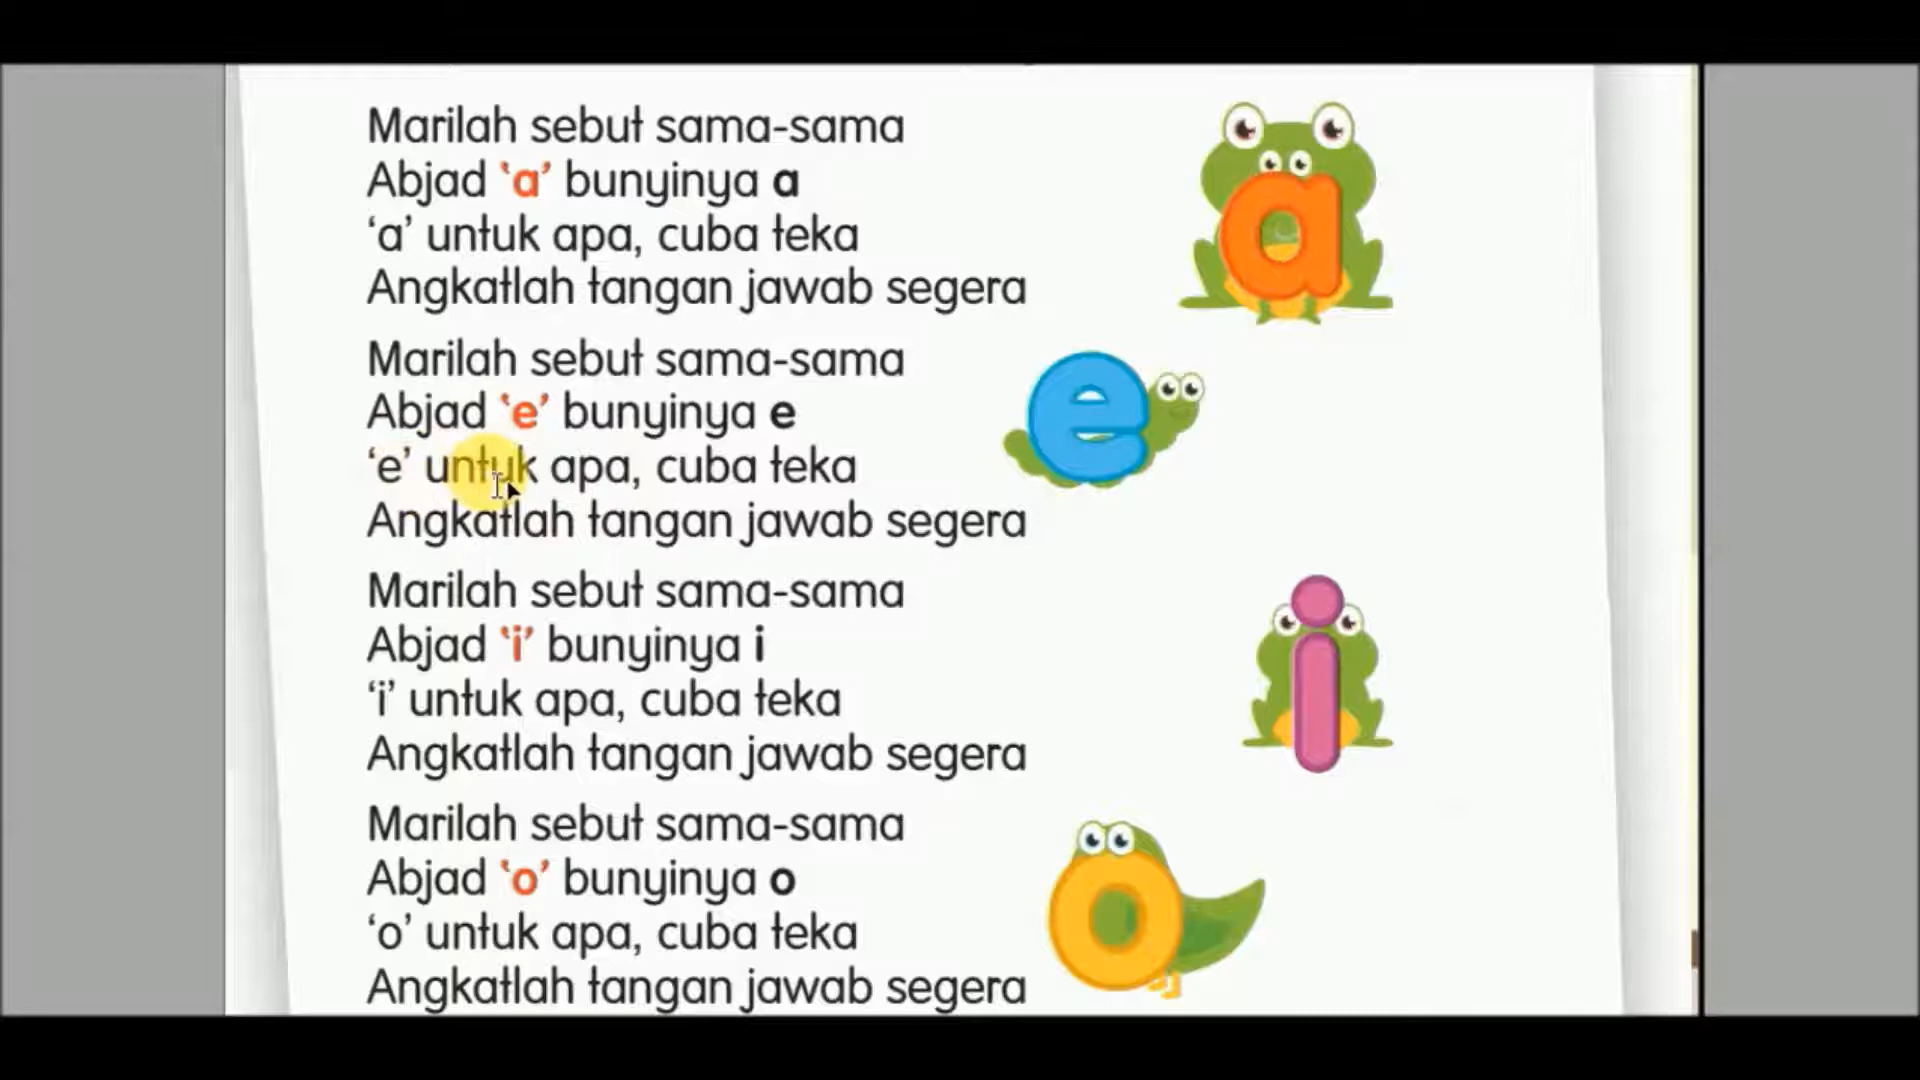 Marilah sebut sama-sama
Abjad ‘a’ bunyinya a
‘a’ untuk apa, cuba teka
Angkatlah tangan jawab segera
Marilah sebut sama-sama
Abjad ‘e’ bunyinya e
‘e’ untuk apa, cuba teka
Angkatlah tangan jawab segera
Marilah sebut sama-sama
Abjad ‘i’ bunyinya i
‘i’ untuk apa, cuba teka
Angkatlah tangan jawab segera
Marilah sebut sama-sama
Abjad ‘o’ bunyinya o
‘o’ untuk apa, cuba teka
Angkatlah tangan jawab segera
a
e
i
o